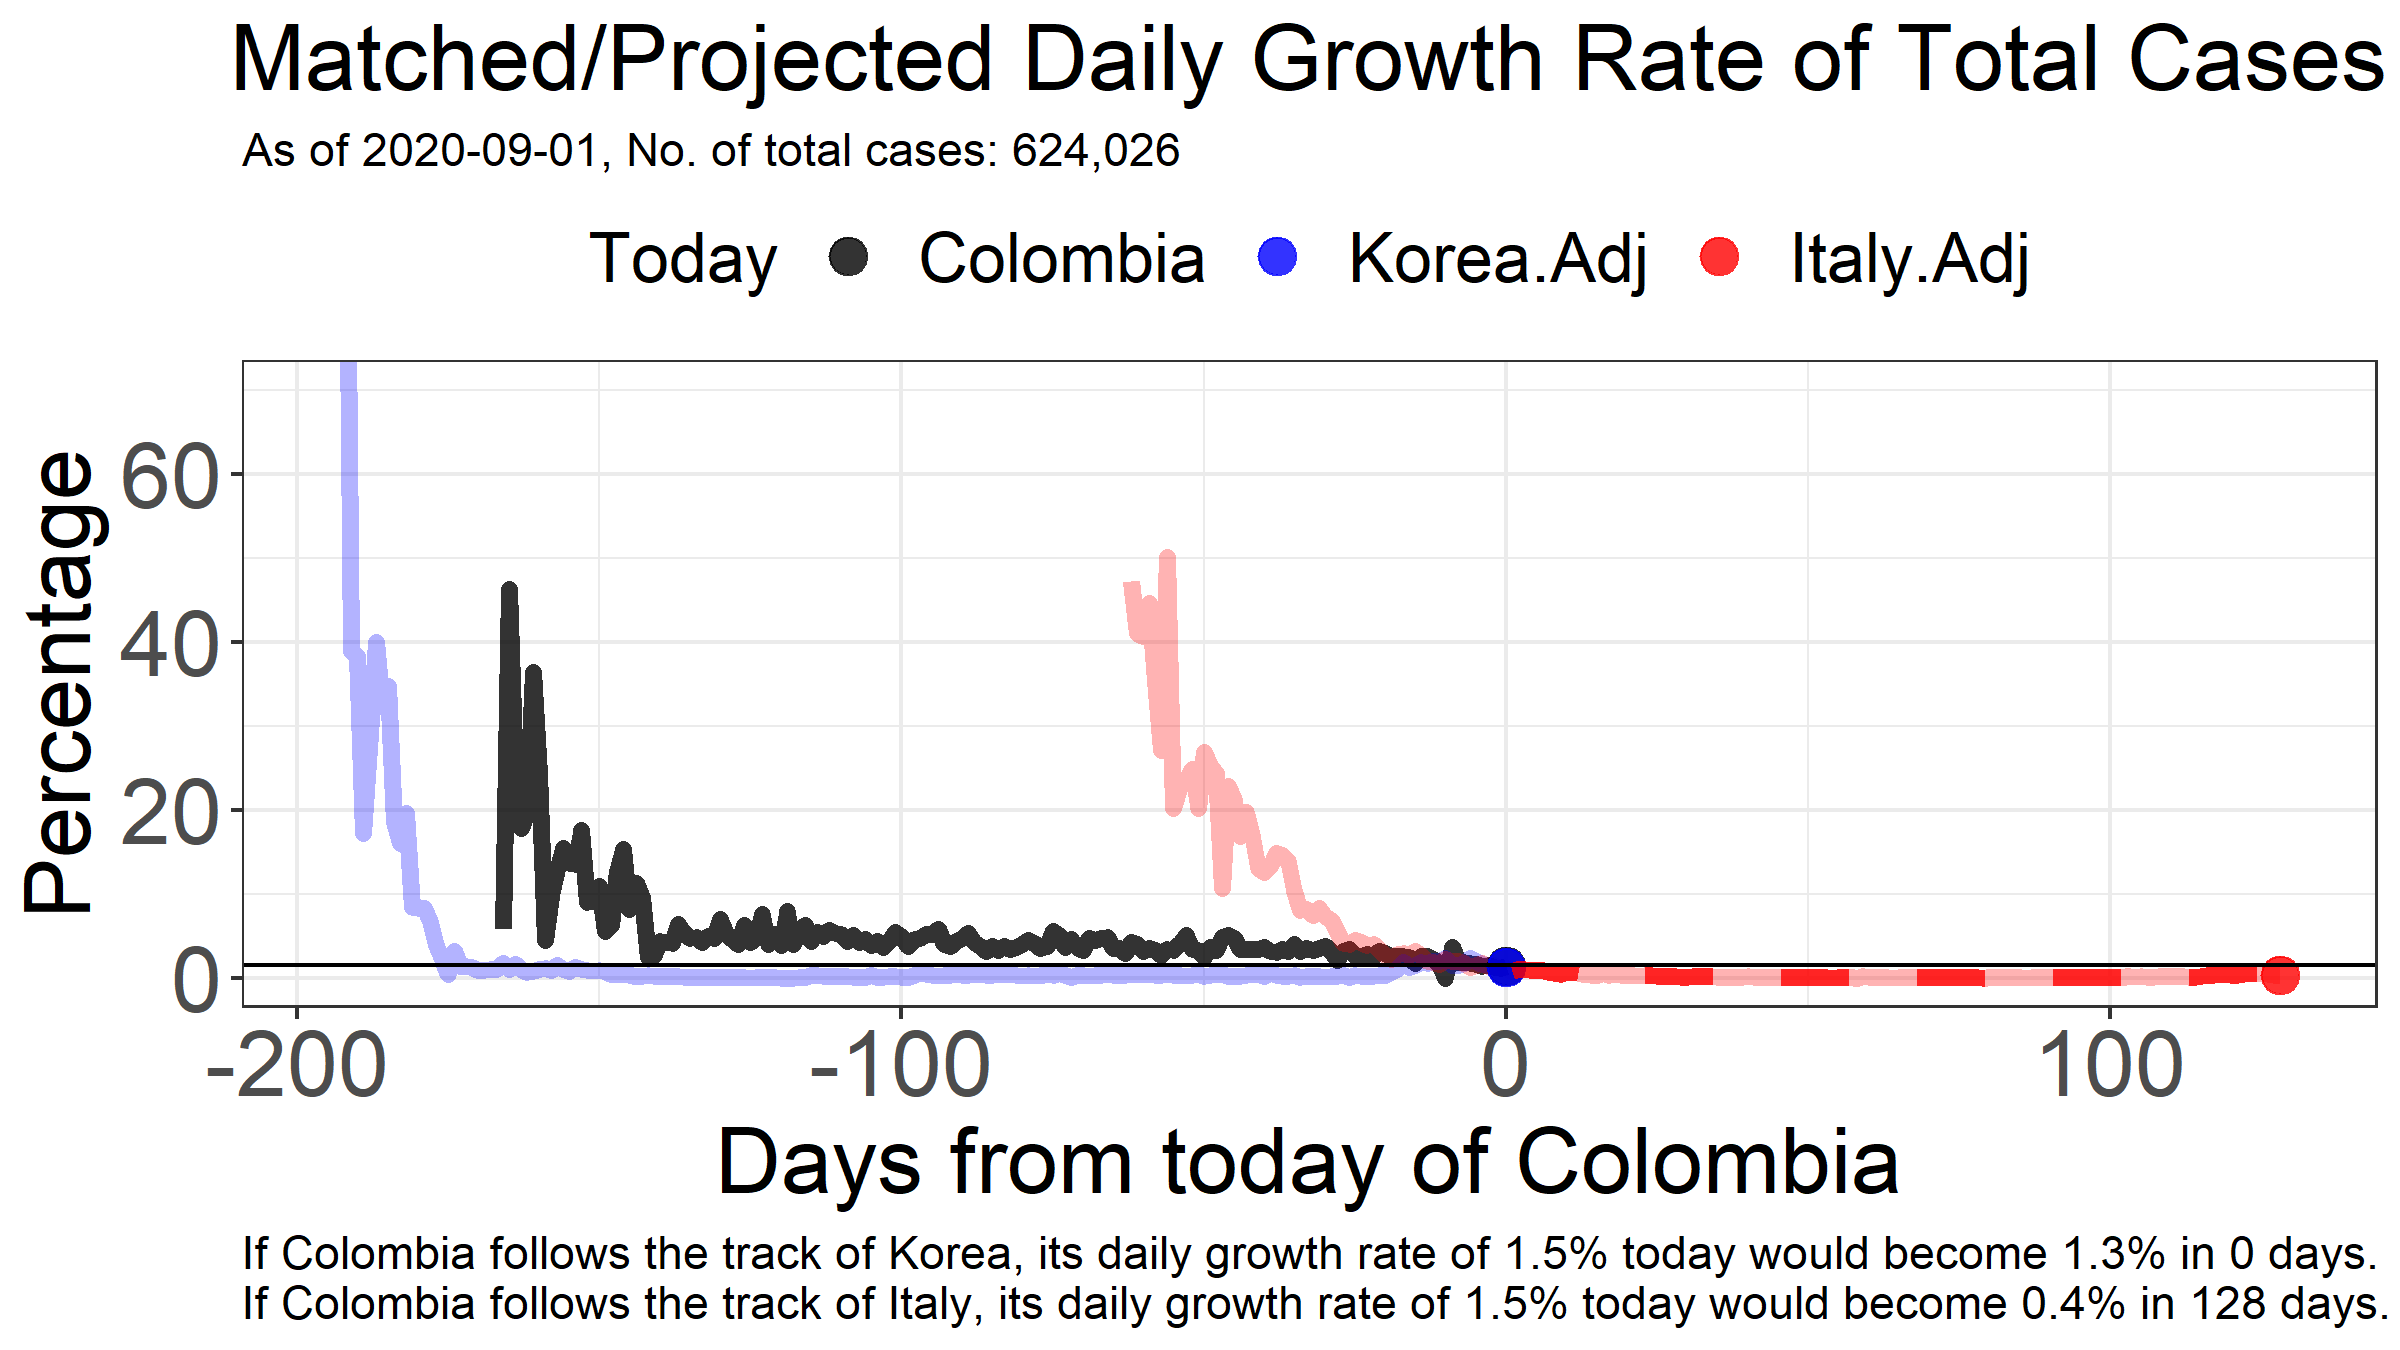 Matched/Projected Daily Growth Rate of Total Cases
As of 2020-09-01, No. of total cases: 624,026
Today Colombia Korea.Adj Italy.Adj
Percentage
60
40
20
0
-200 -100 0 100
Days from today of Colombia
If Colombia follows the track of Korea, its daily growth rate of 1.5% today would become 1.3% in 0 days.
If Colombia follows the track of Italy, its daily growth rate of 1.5% today would become 0.4% in 128 days.